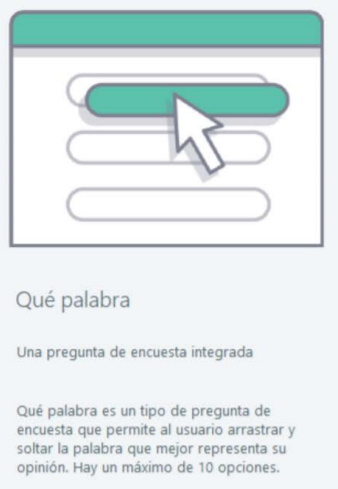 Qué palabra
Una pregunta de encuesta integrada
Qué palabra es un tipo de pregunta de
encuesta que permite al usuario arrastrar y
soltar la palabra que mejor representa su
opinión. Hay un máximo de 10 opciones.